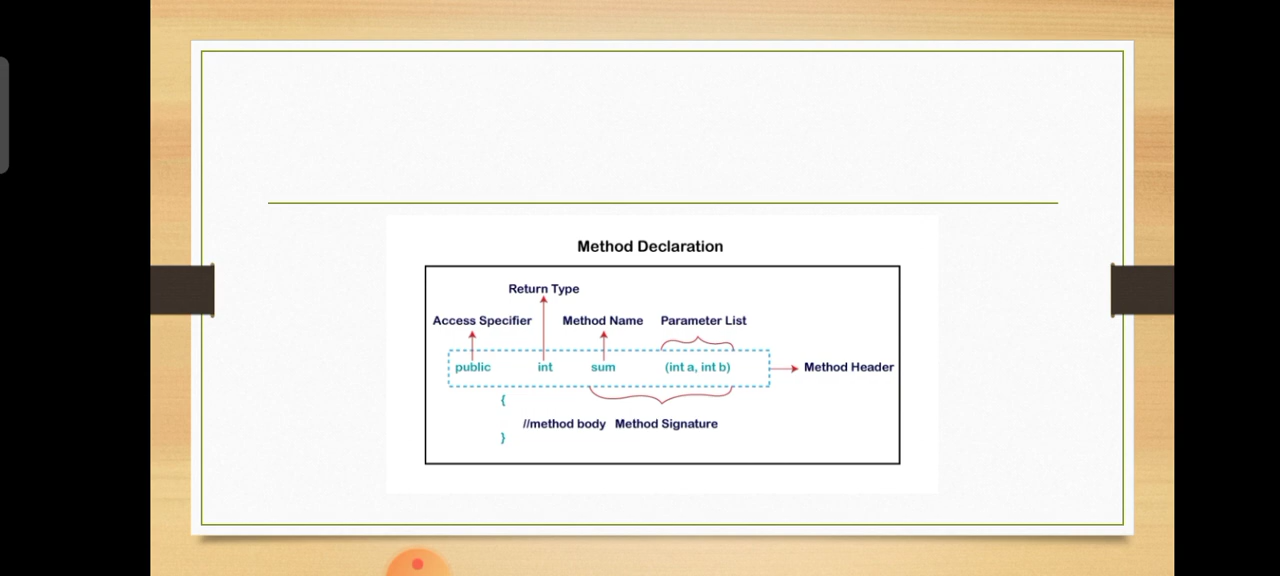 Method Declaration
Return Type
Access Specifier Method Name Parameter List
public int sum (int a, int b) Method Header
{
//method body Method Signature
}